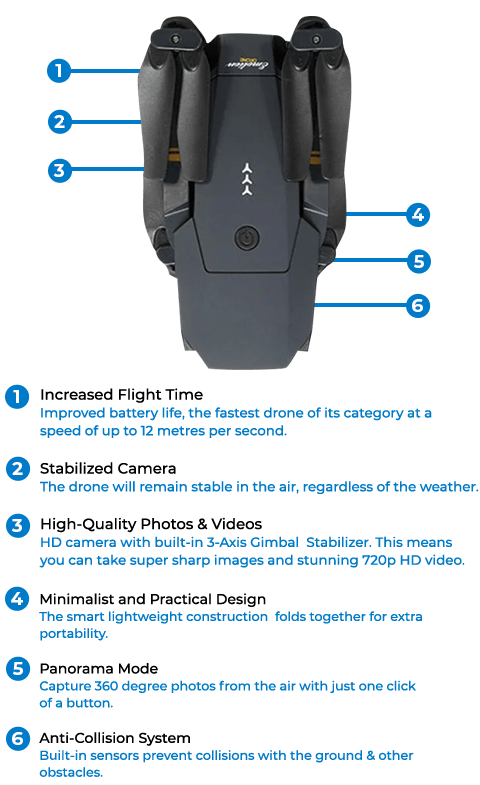 Emotion
DRONE
1
2
3
4
5
6
1 Increased Flight Time
Improved battery life, the fastest drone of its category at a
speed of up to 12 metres per second.
2 Stabilized Camera
The drone will remain stable in the air, regardless of the weather.
3 High-Quality Photos & Videos
HD camera with built-in 3-Axis Gimbal Stabilizer. This means
you can take super sharp images and stunning 720p HD video.
4 Minimalist and Practical Design
The smart lightweight construction folds together for extra
portability.
5 Panorama Mode
Capture 360 degree photos from the air with just one click
of a button.
6 Anti-Collision System
Built-in sensors prevent collisions with the ground & other
obstacles.